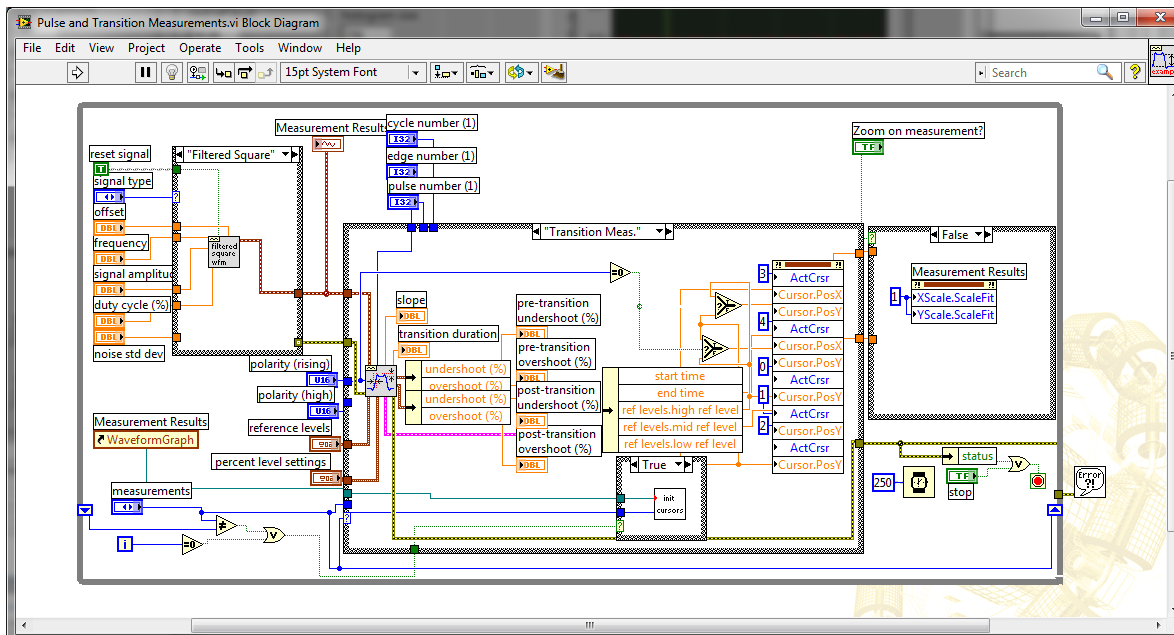 Pulse and Transition Measurements.vi Block Diagram
File Edit View Project Operate Tools Window Help
15pt System Font
Search
?
examp
Measurement Results
cycle number (1)
I32
edge number (1)
I32
pulse number (1)
I32
Zoom on measurement?
TF
reset signal
T
signal type
offset
DBL
frequency
DBL
signal amplitud
DBL
duty cycle (%)
DBL
DBL
noise std dev
"Filtered Square"
?
filtered
square
wfm
"Transition Meas."
False
Measurement Results
1
XScale.ScaleFit
YScale.ScaleFit
=0
slope
DBL
transition duration
DBL
pre-transition
undershoot (%)
DBL
pre-transition
overshoot (%)
DBL
post-transition
undershoot (%)
DBL
post-transition
overshoot (%)
DBL
undershoot (%)
overshoot (%)
undershoot (%)
overshoot (%)
start time
end time
ref levels.high ref level
ref levels.mid ref level
ref levels.low ref level
?
?
3
ActCrsr
Cursor.PosX
Cursor.PosY
4
ActCrsr
Cursor.PosX
Cursor.PosY
0
ActCrsr
Cursor.PosY
1
ActCrsr
Cursor.PosY
2
ActCrsr
Cursor.PosY
polarity (rising)
U16
polarity (high)
U16
reference levels
percent level settings
Measurement Results
WaveformGraph
measurements
i
=0
≠
V
True
init
cursors
?
?
?
250
status
TF
stop
V
Error
?!